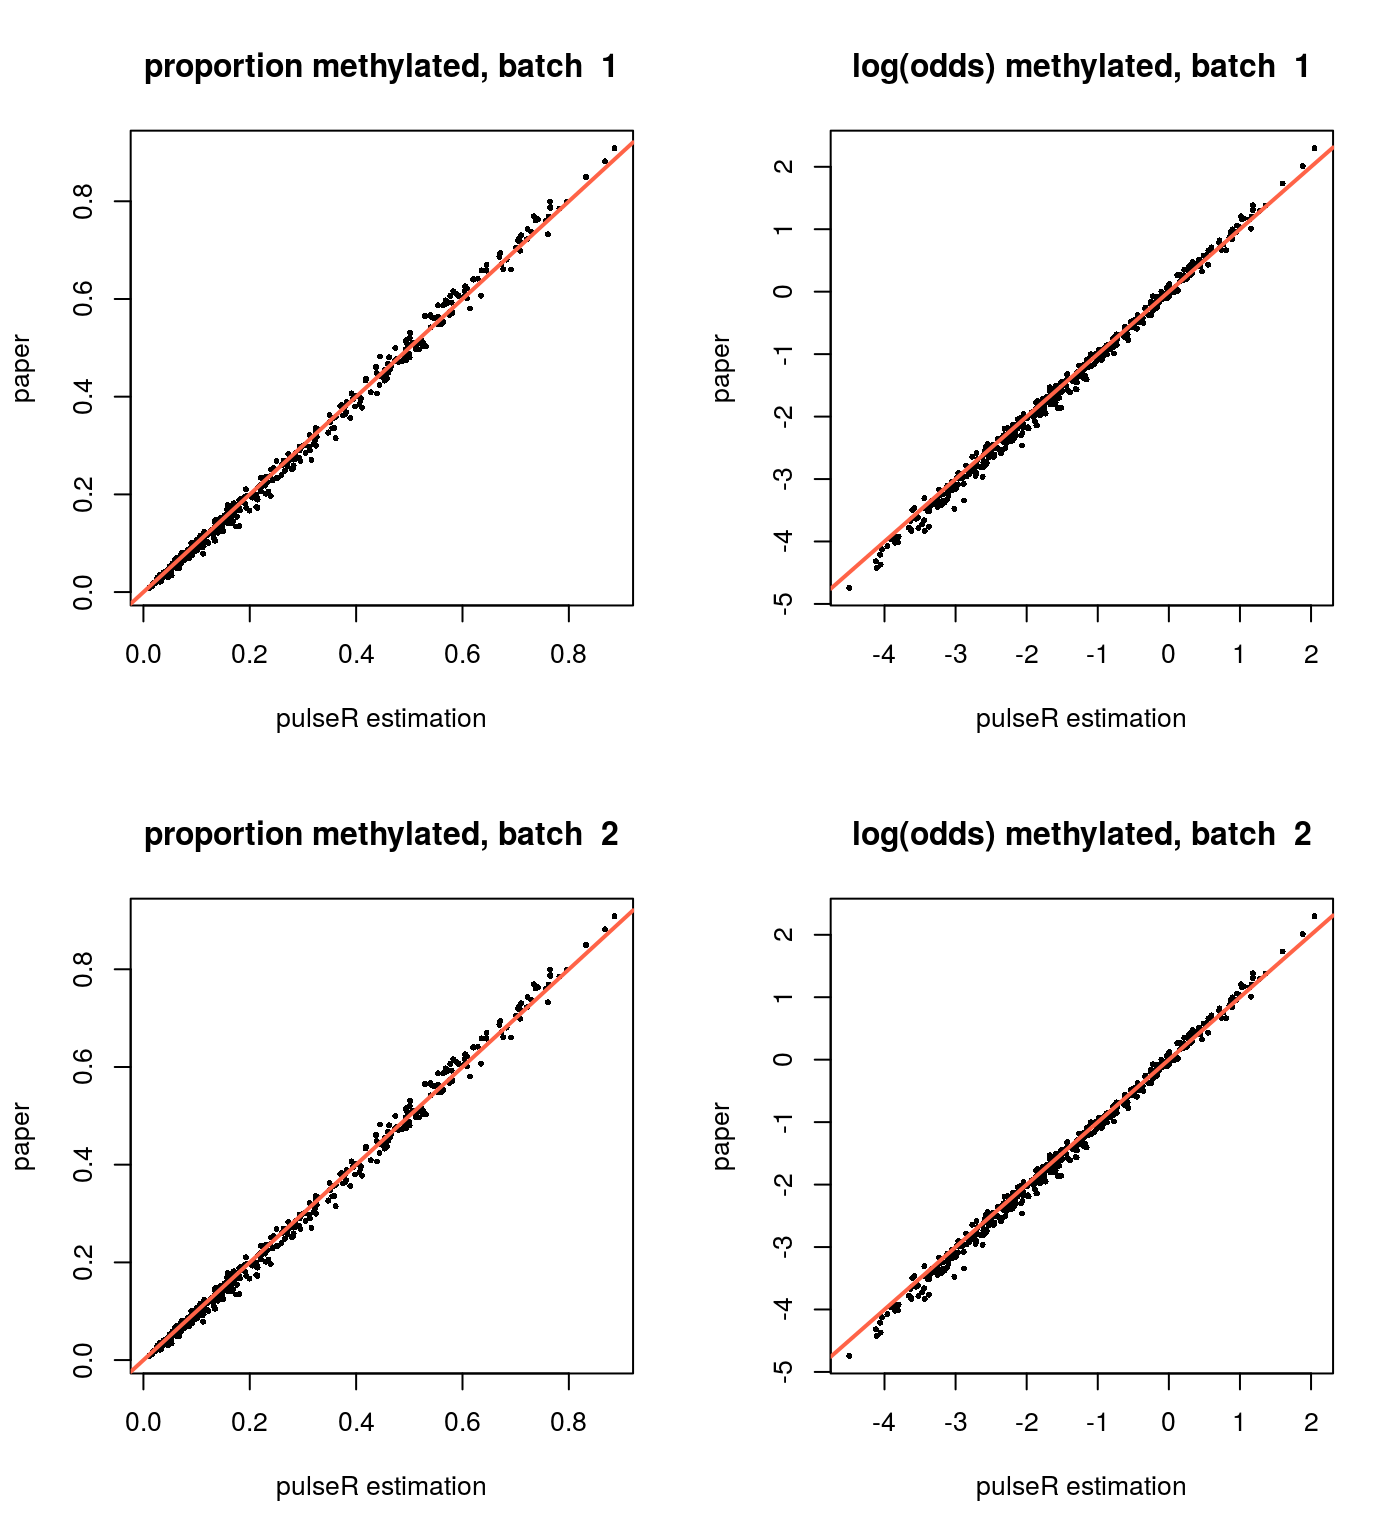 proportion methylated, batch  1
paper
0.0 0.2 0.4 0.6 0.8
0.0 0.2 0.4 0.6 0.8
pulseR estimation
log(odds) methylated, batch  1
paper
-5 -4 -3 -2 -1 0 1 2
-4 -3 -2 -1 0 1 2
pulseR estimation
proportion methylated, batch  2
paper
0.0 0.2 0.4 0.6 0.8
0.0 0.2 0.4 0.6 0.8
pulseR estimation
log(odds) methylated, batch  2
paper
-5 -4 -3 -2 -1 0 1 2
-4 -3 -2 -1 0 1 2
pulseR estimation